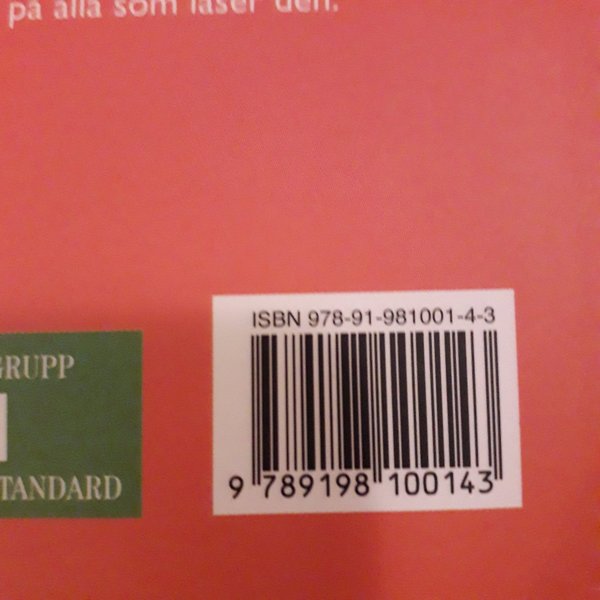 på alla som läser den.
GRUPP
TANDARD
ISBN 978-91-981001-4-3
9 789198 100143